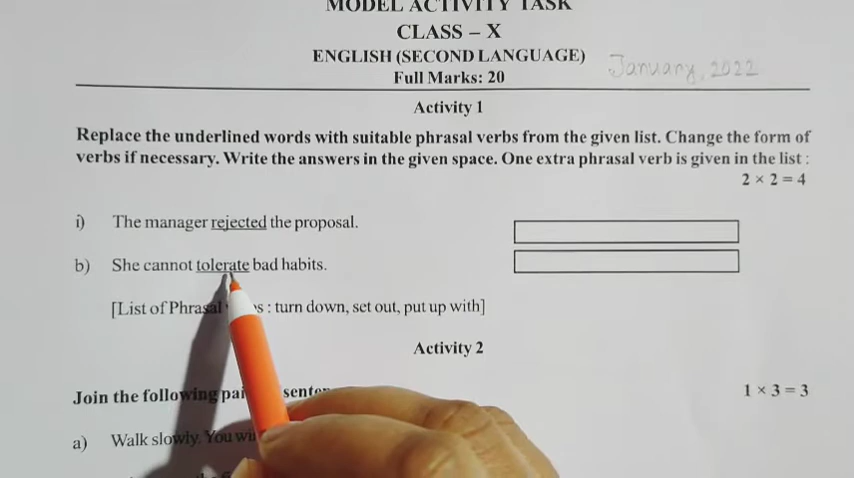 MODEL ACTIVITY TASK
CLASS – X
ENGLISH (SECOND LANGUAGE)
January, 2022
Full Marks: 20
Activity 1
Replace the underlined words with suitable phrasal verbs from the given list. Change the form of
verbs if necessary. Write the answers in the given space. One extra phrasal verb is given in the list :
2 × 2 = 4
i) The manager rejected the proposal.
b) She cannot tolerate bad habits.
[List of Phrasal : turn down, set out, put up with]
Activity 2
Join the following 1 × 3 = 3
a) Walk slowly. You